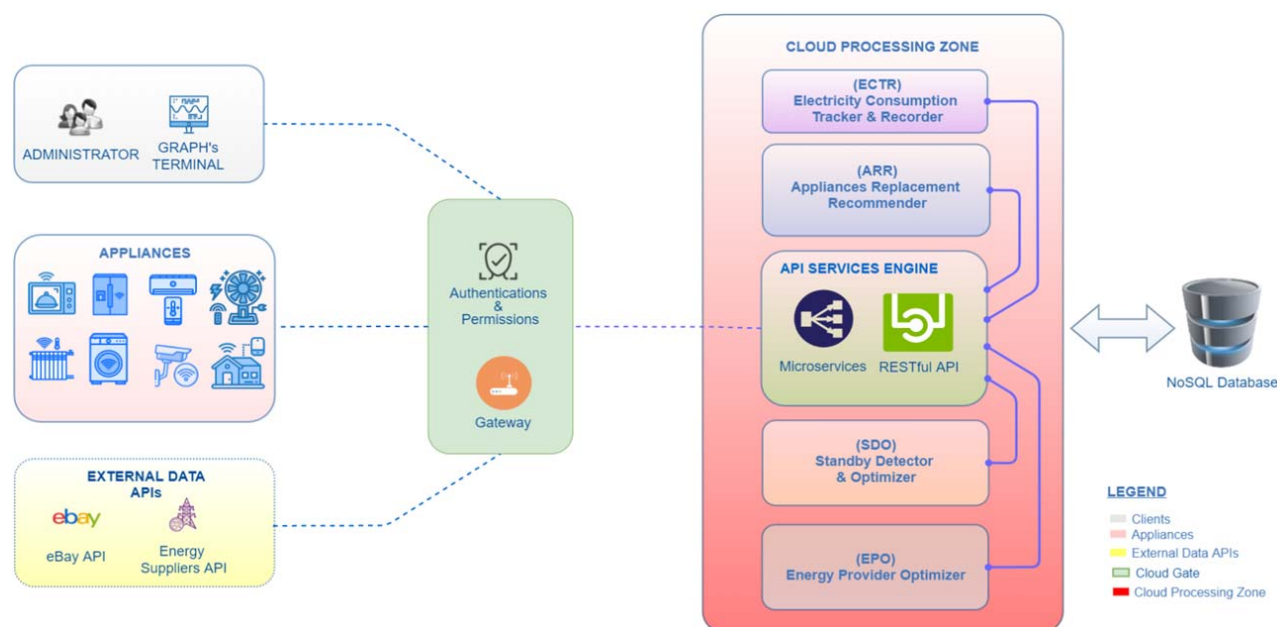 ADMINISTRATOR
GRAPH's
TERMINAL
APPLIANCES
EXTERNAL DATA
APIs
ebay
eBay API
Energy
Suppliers API
Authentications
&
Permissions
Gateway
CLOUD PROCESSING ZONE
(ECTR)
Electricity Consumption
Tracker & Recorder
(ARR)
Appliances Replacement
Recommender
API SERVICES ENGINE
Microservices
RESTful API
(SDO)
Standby Detector
& Optimizer
(EPO)
Energy Provider Optimizer
NoSQL Database
LEGEND
Clients
Appliances
External Data APIs
Cloud Gate
Cloud Processing Zone